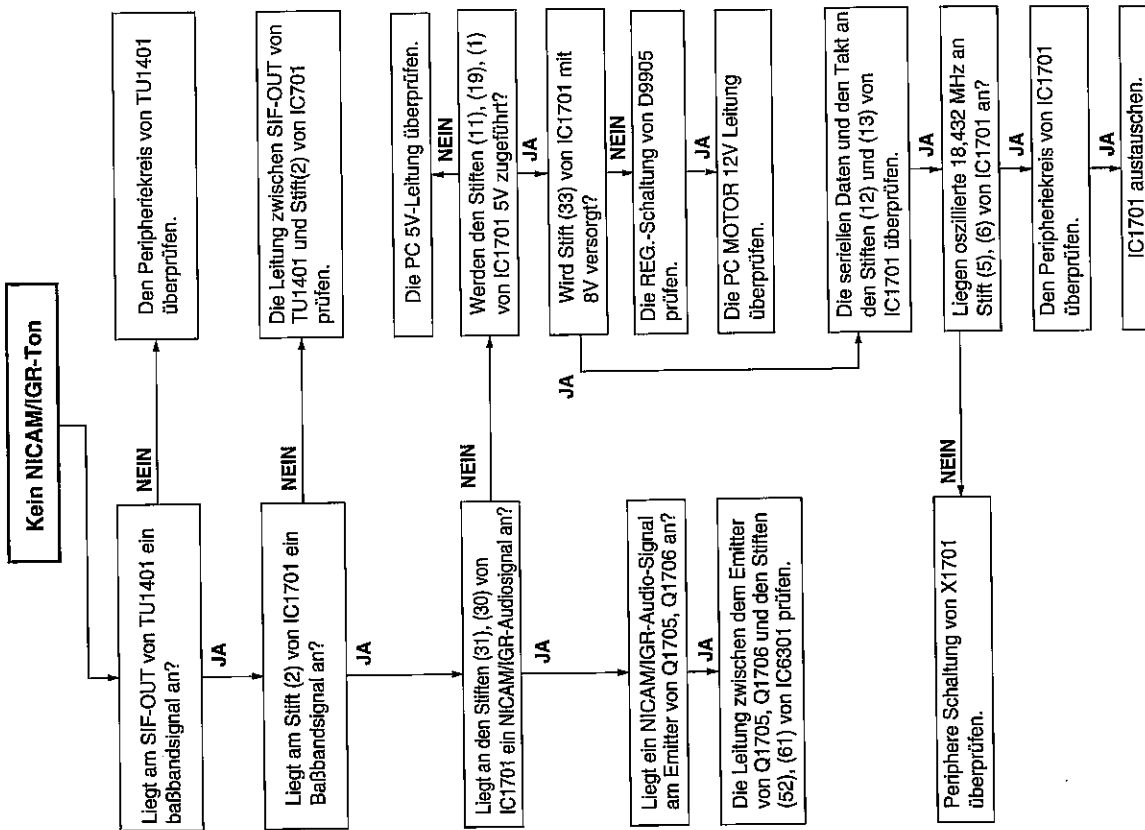 Kein NICAM/IGR-Ton
Liegt am SIF-OUT von TU1401 ein
baßbandsignal an?
NEIN
Den Peripheriekreis von TU1401
überprüfen.
JA
Liegt am Stift (2) von IC1701 ein
Baßbandsignal an?
NEIN
Die Leitung zwischen SIF-OUT von
TU1401 und Stift(2) von IC701
prüfen.
JA
Liegt an den Stiften (31), (30) von
IC1701 ein NICAM/IGR-Audiosignal an?
NEIN
Werden den Stiften (11), (19), (1)
von IC1701 5V zugeführt?
NEIN
Die PC 5V-Leitung überprüfen.
JA
Wird Stift (33) von IC1701 mit
8V versorgt?
NEIN
Die REG.-Schaltung von D9905
prüfen.
JA
Die PC MOTOR 12V Leitung
überprüfen.
JA
Liegt ein NICAM/IGR-Audio-Signal
am Emitter von Q1705, Q1706 an?
JA
Die Leitung zwischen dem Emitter
von Q1705, Q1706 und den Stiften
(52), (61) von IC6301 prüfen.
JA
Die seriellen Daten und den Takt an
den Stiften (12) und (13) von
IC1701 überprüfen.
JA
Liegen oszillierte 18,432 MHz an
Stift (5), (6) von IC1701 an?
NEIN
Periphere Schaltung von X1701
überprüfen.
JA
Den Peripheriekreis von IC1701
überprüfen.
JA
IC1701 austauschen.